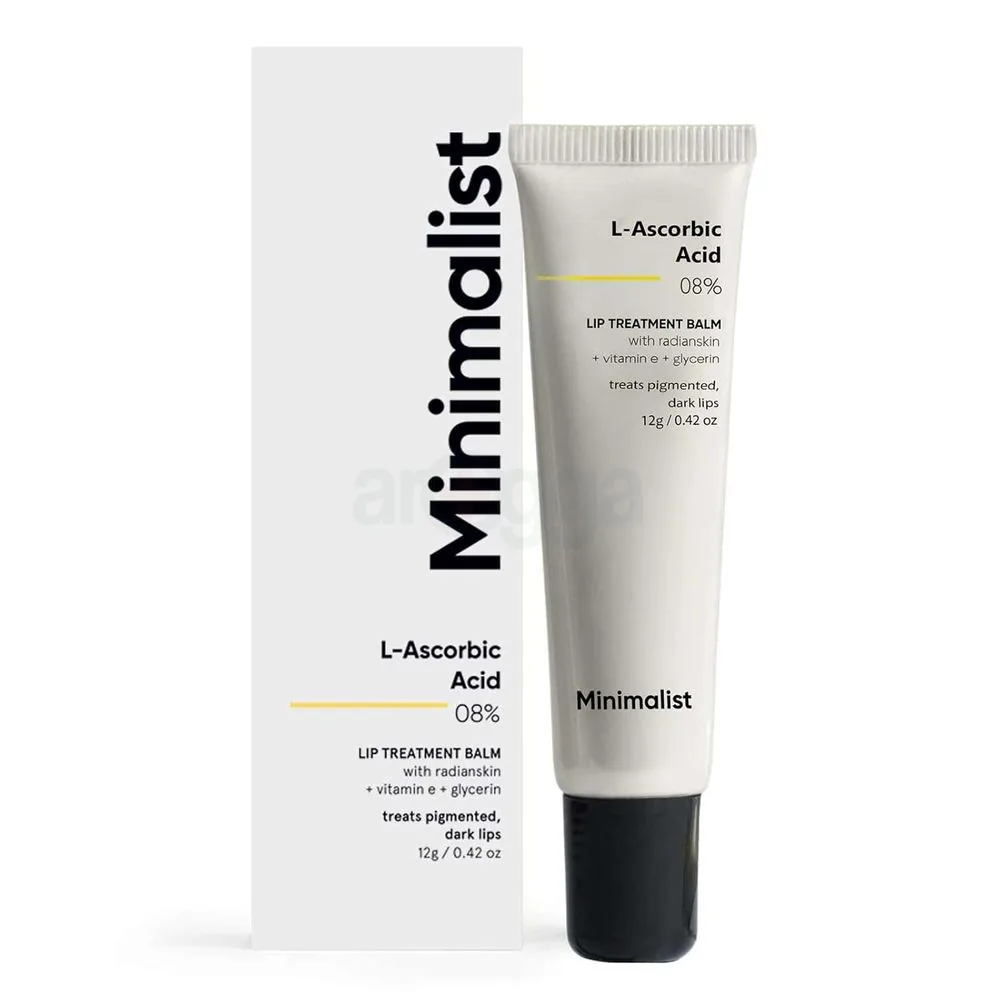 Minimalist
L-Ascorbic
Acid
08%
LIP TREATMENT BALM
with radianskin
+ vitamin e + glycerin
treats pigmented,
dark lips
12g / 0.42 oz
L-Ascorbic
Acid
08%
LIP TREATMENT BALM
with radianskin
+ vitamin e + glycerin
treats pigmented,
dark lips
12g / 0.42 oz
Minimalist